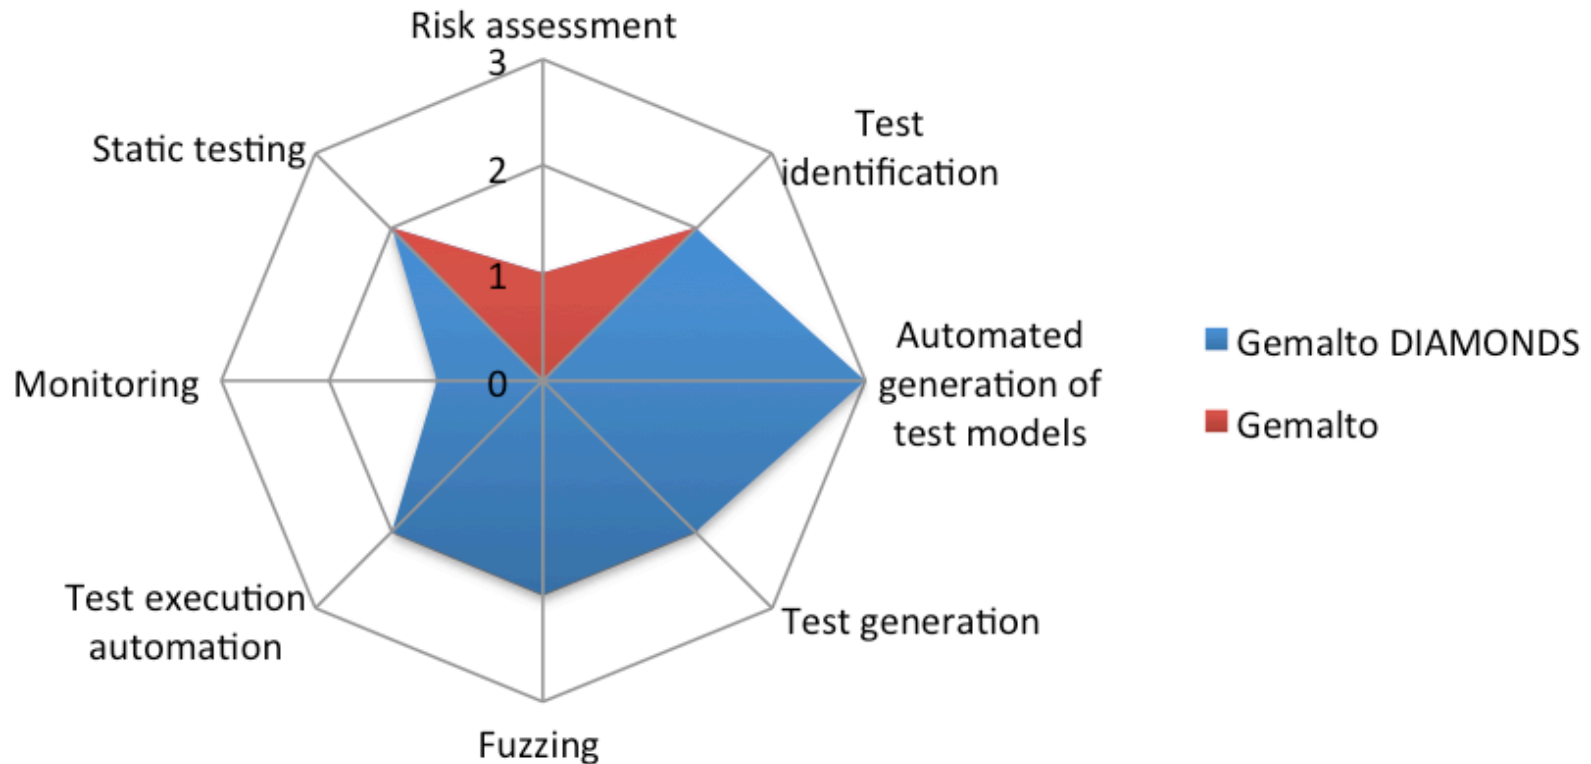 Risk assessment
3
Test
identification
Static testing
2
1
Automated
generation of
test models
Gemalto DIAMONDS
Monitoring
0
Gemalto
Test execution
automation
Test generation
Fuzzing